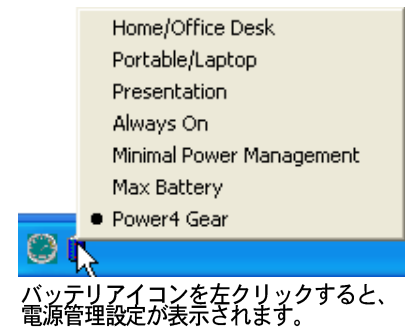 Home/Office Desk
Portable/Laptop
Presentation
Always On
Minimal Power Management
Max Battery
Power4 Gear
バッテリアイコンを左クリックすると、
電源管理設定が表示されます。